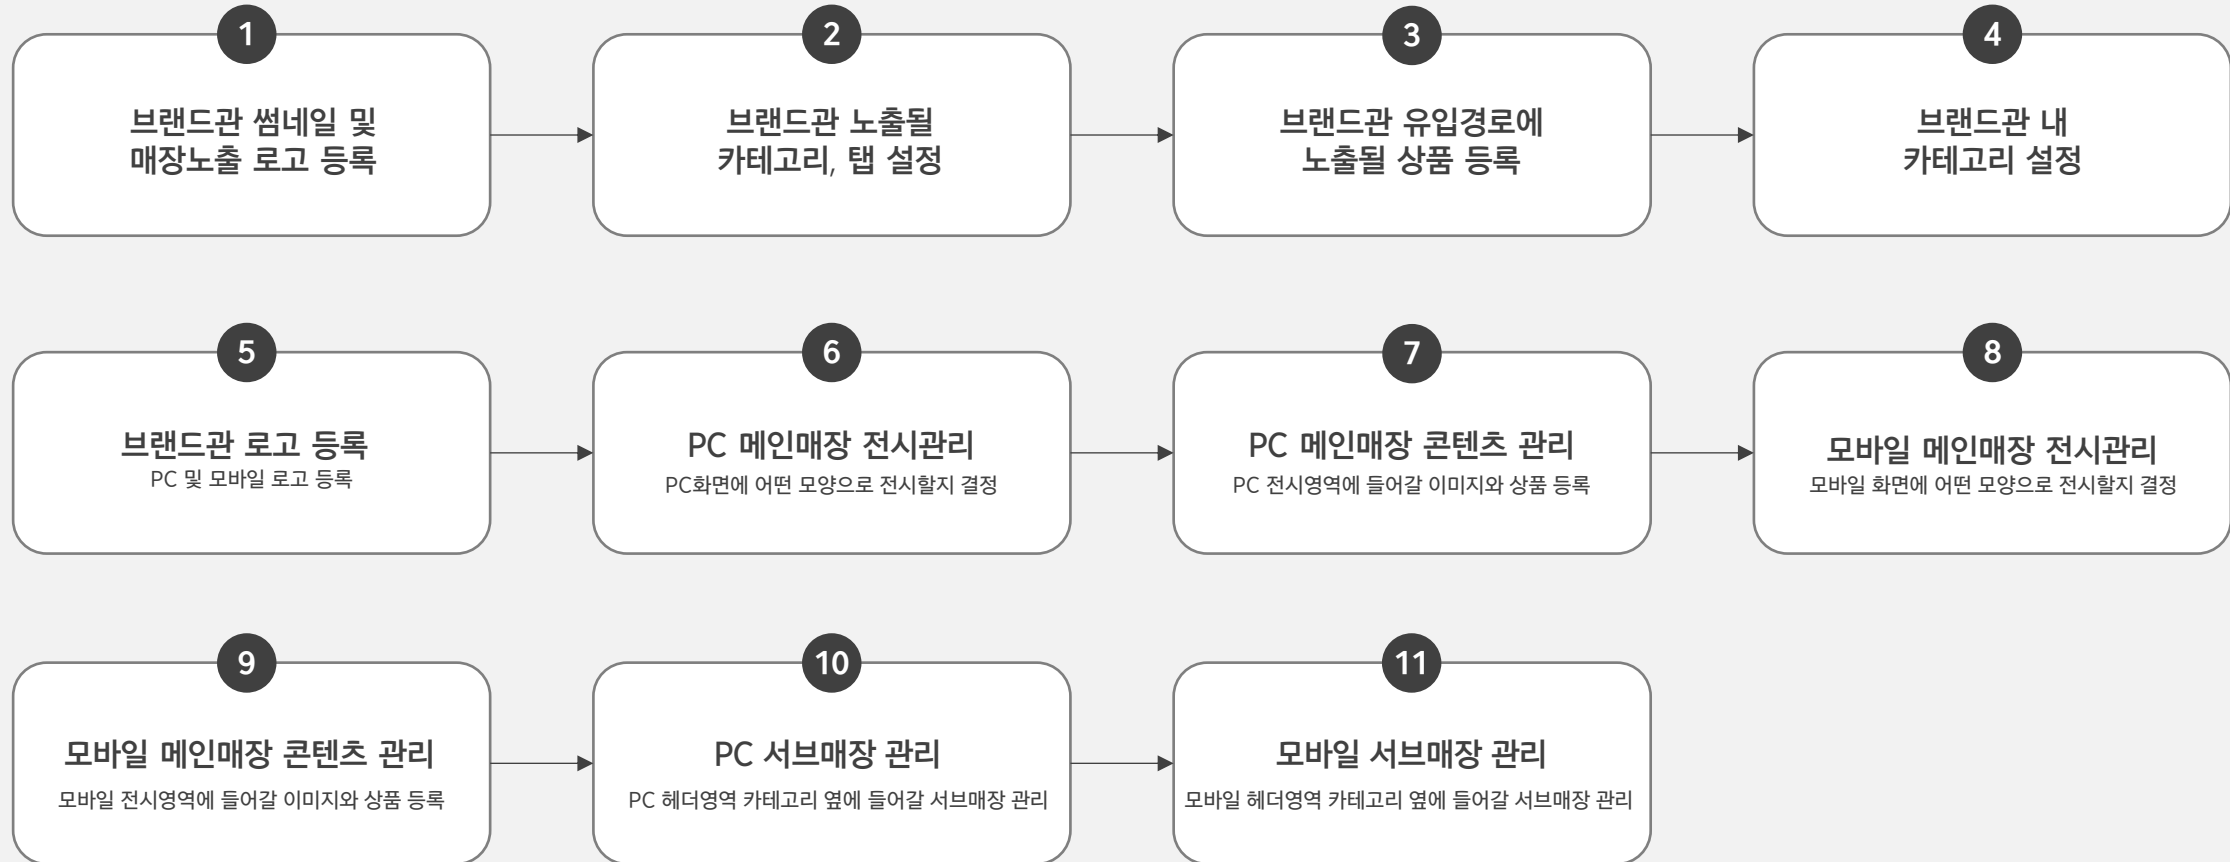 1
브랜드관 썸네일 및
매장노출 로고 등록
2
브랜드관 노출될
카테고리, 탭 설정
3
브랜드관 유입경로에
노출될 상품 등록
4
브랜드관 내
카테고리 설정
5
브랜드관 로고 등록
PC 및 모바일 로고 등록
6
PC 메인매장 전시관리
PC화면에 어떤 모양으로 전시할지 결정
7
PC 메인매장 콘텐츠 관리
PC 전시영역에 들어갈 이미지와 상품 등록
8
모바일 메인매장 전시관리
모바일 화면에 어떤 모양으로 전시할지 결정
9
모바일 메인매장 콘텐츠 관리
모바일 전시영역에 들어갈 이미지와 상품 등록
10
PC 서브매장 관리
PC 헤더영역 카테고리 옆에 들어갈 서브매장 관리
11
모바일 서브매장 관리
모바일 헤더영역 카테고리 옆에 들어갈 서브매장 관리